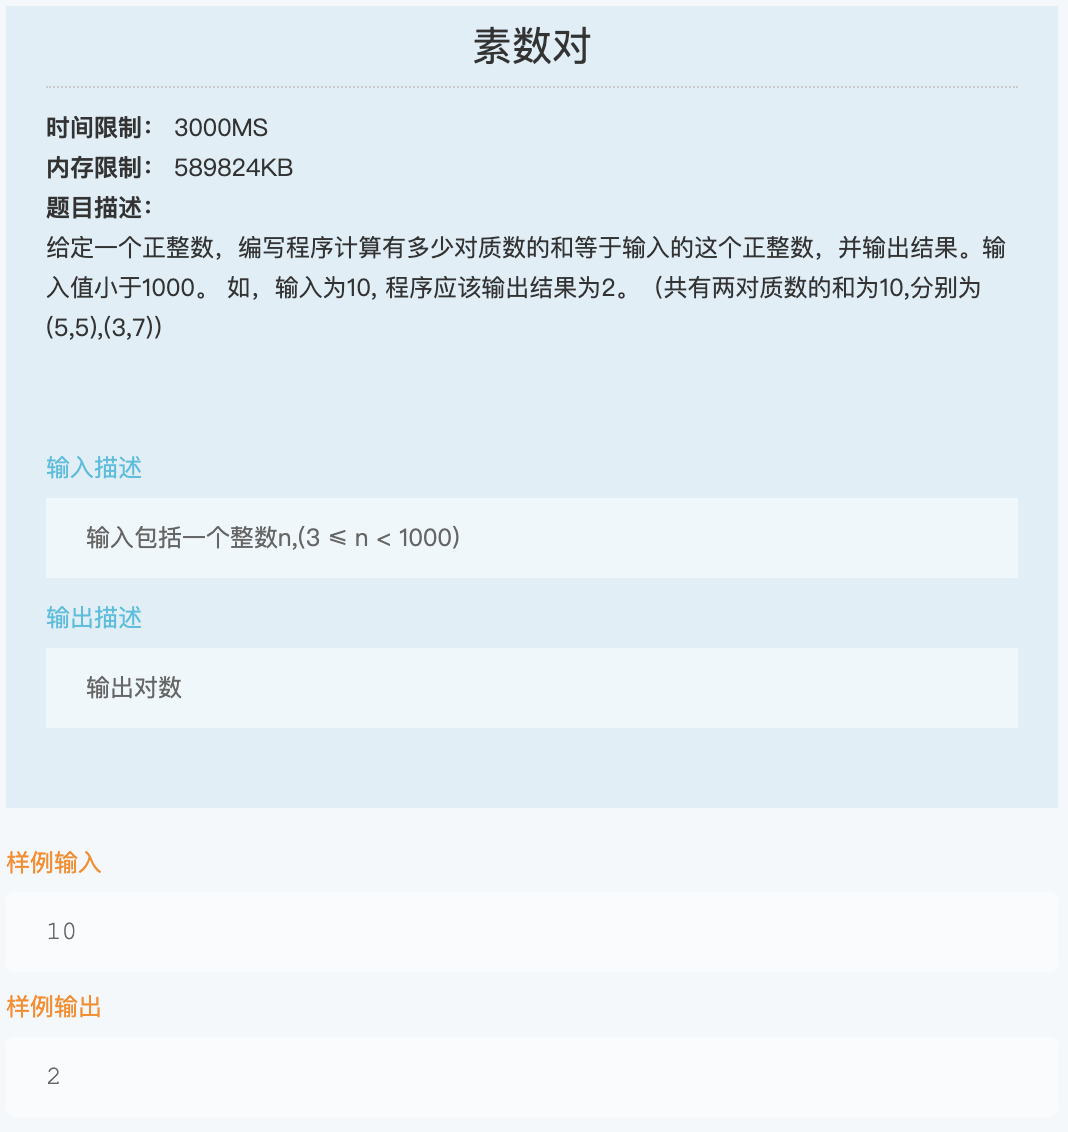 素数对
时间限制： 3000MS
内存限制： 589824KB
题目描述：
给定一个正整数，编写程序计算有多少对质数的和等于输入的这个正整数，并输出结果。输
入值小于1000。 如，输入为10, 程序应该输出结果为2。（共有两对质数的和为10,分别为
(5,5),(3,7)）
输入描述
输入包括一个整数n,(3 ≤ n < 1000)
输出描述
输出对数
样例输入
10
样例输出
2